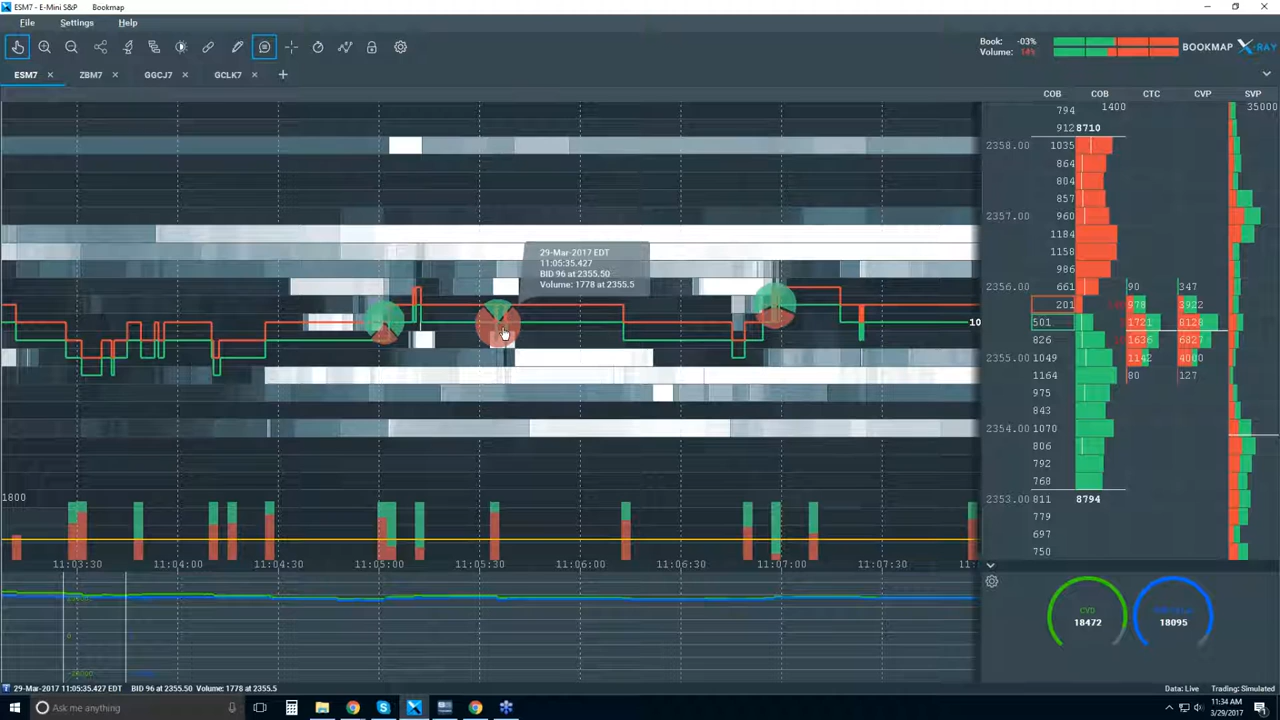 ESM7 - E-Mini S&P Bookmap
File Settings Help
Book: -03%
Volume: 14%
BOOKMAP X-RAY
ESM7 ZBM7 GGCJ7 GCLK7
COB COB CTC CVP SVP
794 1400 35000
912 8710
2358.00 1035
864
804
857
2357.00 960
1184
1158
986
2356.00 661 90 347
201 978 3922
501 1721 8128
826 1636 6827
2355.00 1049 1142 4000
1164 80 127
975
843
2354.00 1070
806
792
768
2353.00 811 8794
779
697
750
29-Mar-2017 EDT
11:05:35.427
BID 96 at 2355.50
Volume: 1778 at 2355.5
10
1800
11:03:30 11:04:00 11:04:30 11:05:00 11:05:30 11:06:00 11:06:30 11:07:00 11:07:30
0
CVD
18472
18095
29-Mar-2017 11:05:35.427 EDT BID 96 at 2355.50 Volume: 1778 at 2355.5
Data: Live Trading: Simulated
Ask me anything
11:34 AM
3/29/2017